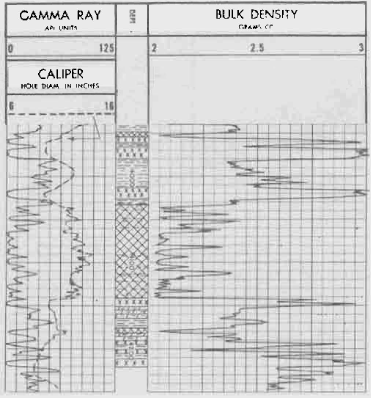 GAMMA RAY
API UNITS
0 125
CALIPER
HOLE DIAM IN INCHES
6 16
DEPT
BULK DENSITY
GRAMS CC
2 2.5 3